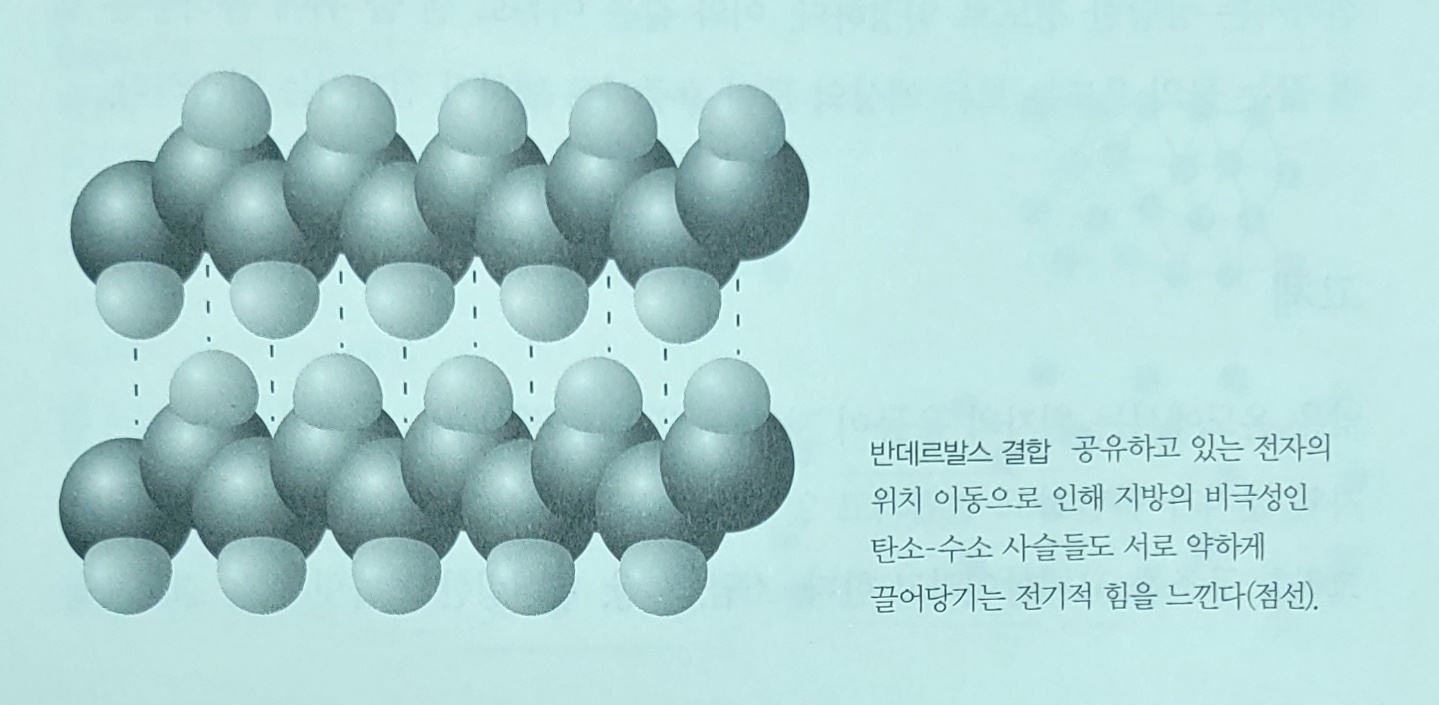 반데르발스 결합 공유하고 있는 전자의
위치 이동으로 인해 지방의 비극성인
탄소-수소 사슬들도 서로 약하게
끌어당기는 전기적 힘을 느낀다(점선).